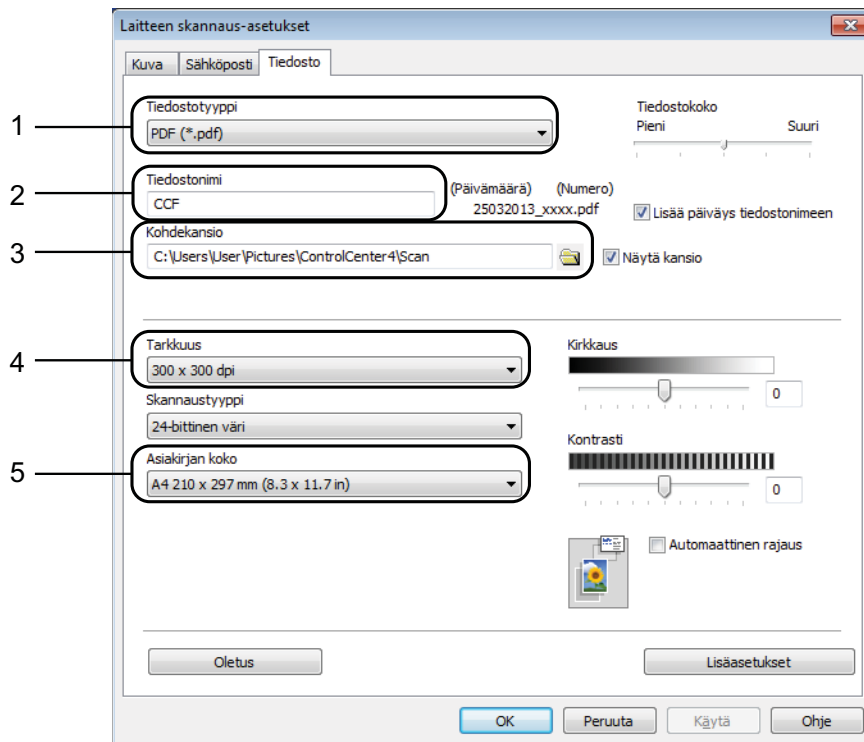 Laitteen skannaus-asetukset
Kuva Sähköposti Tiedosto
1
Tiedostotyyppi
PDF (*.pdf)
Tiedostokoko
Pieni Suuri
2
Tiedostonimi
CCF
(Päivämäärä) (Numero)
25032013_xxxx.pdf
Lisää päiväys tiedostonimeen
3
Kohdekansio
C:\Users\User\Pictures\ControlCenter4\Scan
Näytä kansio
4
Tarkkuus
300 x 300 dpi
Kirkkaus
0
Skannaustyyppi
24-bittinen väri
Kontrasti
0
5
Asiakirjan koko
A4 210 x 297 mm (8.3 x 11.7 in)
Automaattinen rajaus
Oletus
Lisäasetukset
OK Peruuta Käytä Ohje